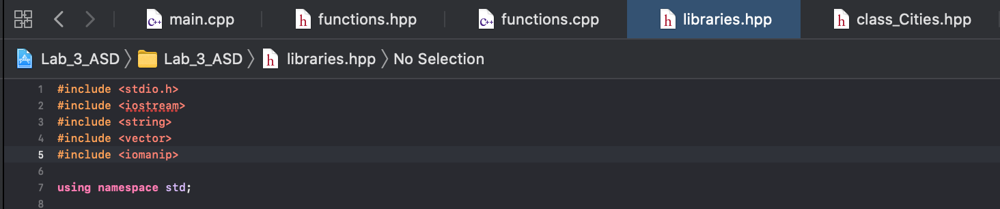 main.cpp functions.hpp functions.cpp libraries.hpp class_Cities.hpp
Lab_3_ASD Lab_3_ASD libraries.hpp No Selection
1 #include <stdio.h>
2 #include <iostream>
3 #include <string>
4 #include <vector>
5 #include <iomanip>
6
7 using namespace std;
8